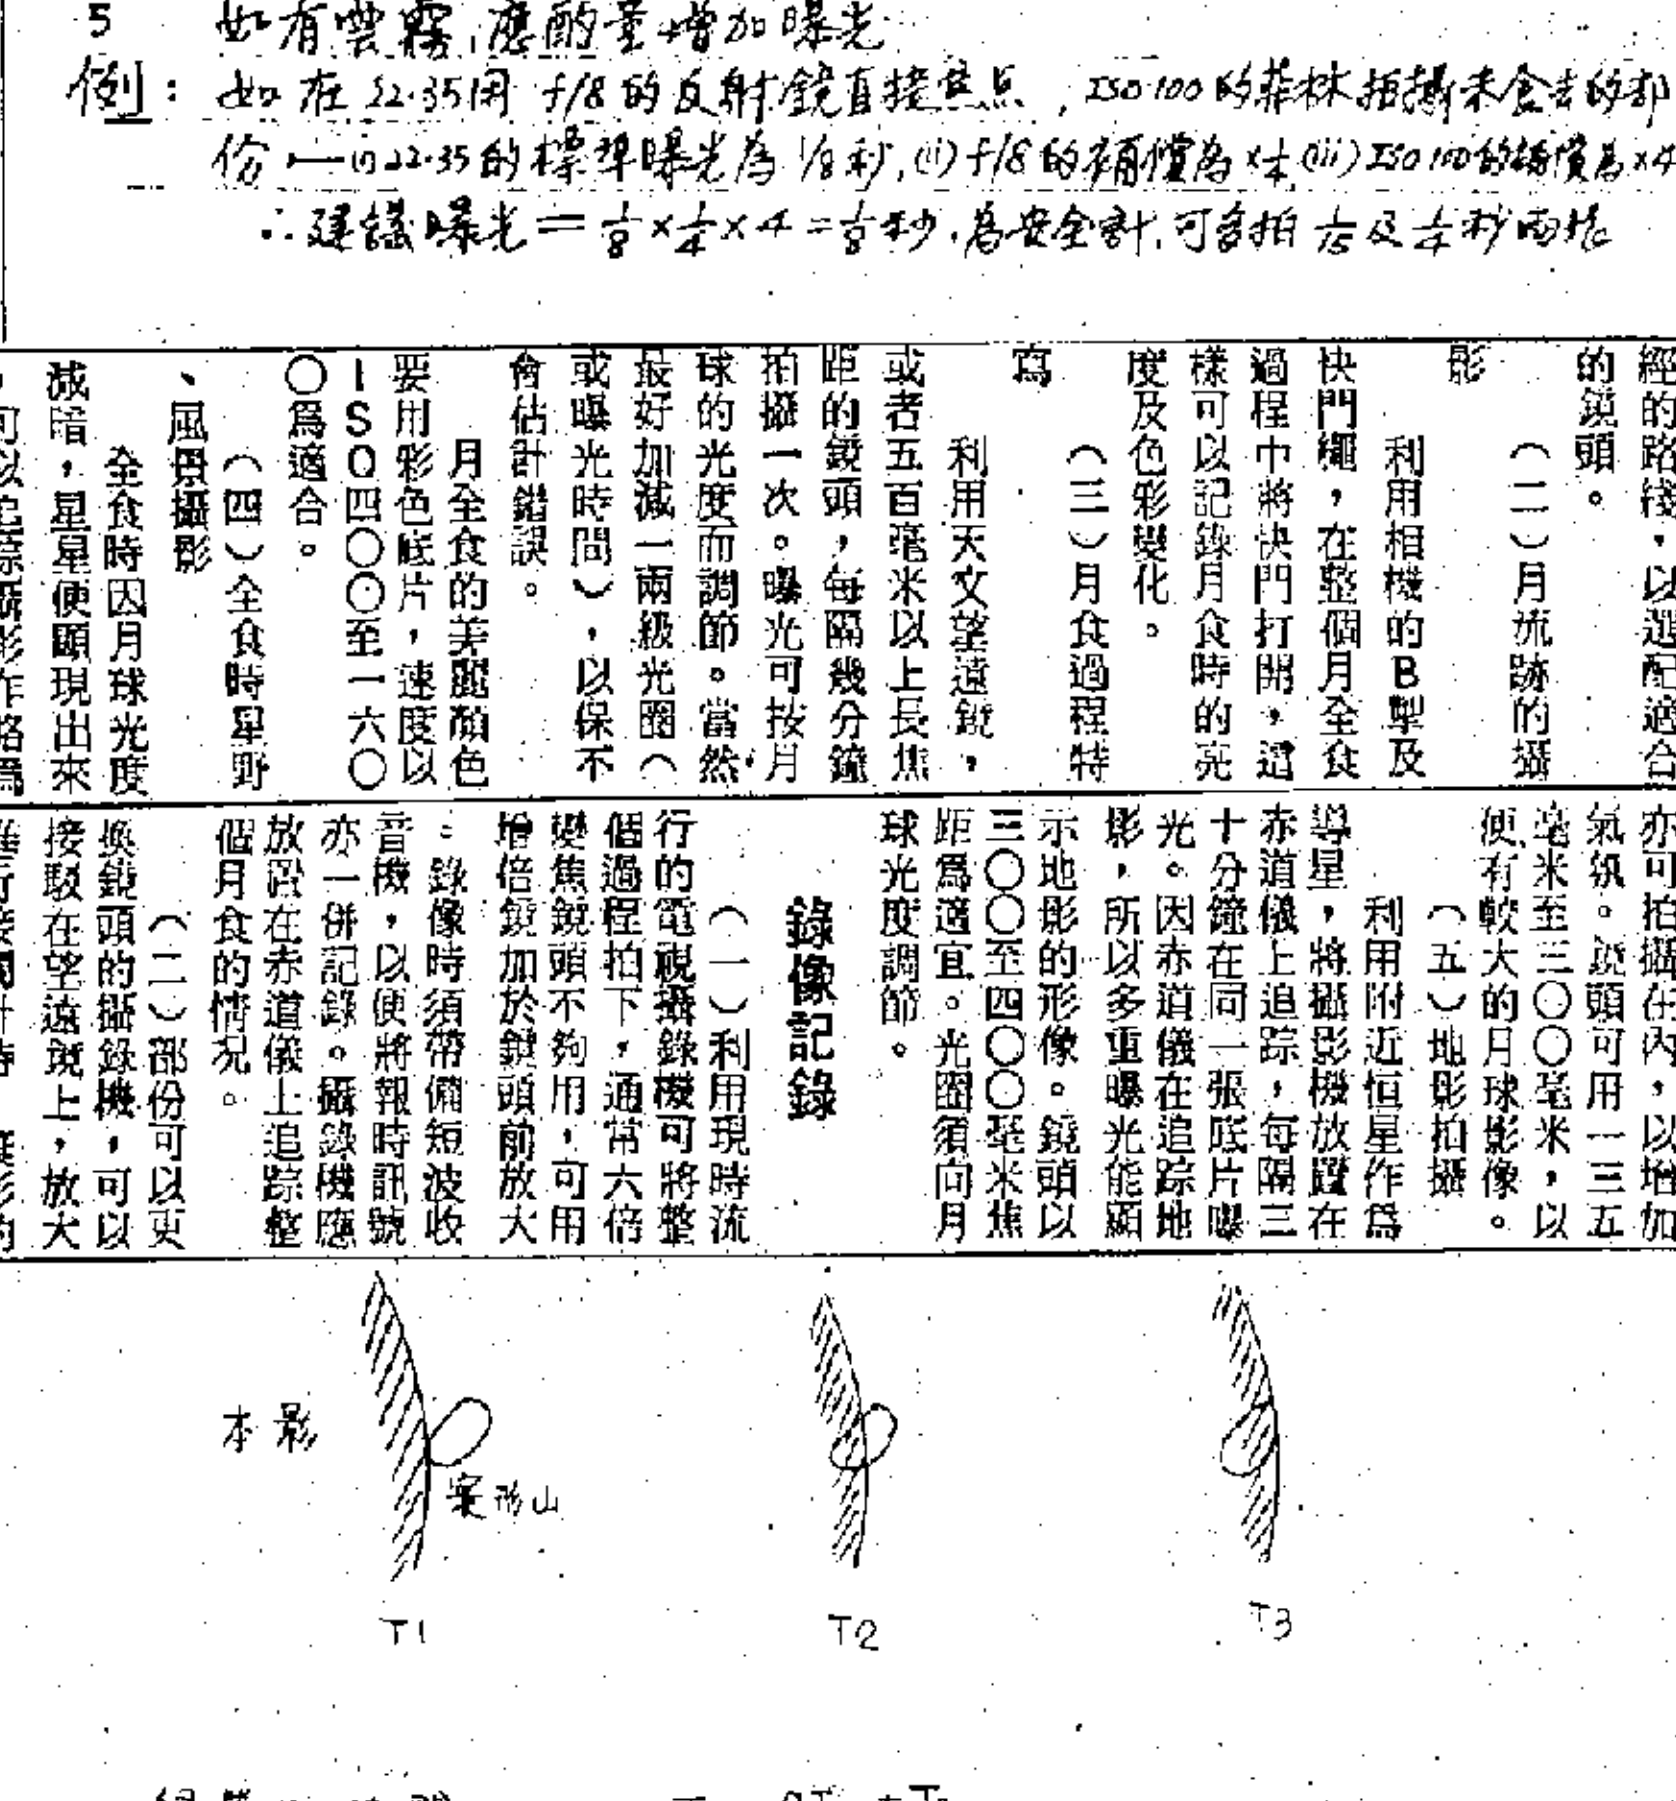 5 如有雲霧,應酌量增加曝光
例: 如在22.35用 f/8的反射鏡直接焦点,ISO 100的菲林拍攝未食去的部
份,—(i)22.35的標準曝光為 1/8秒,(ii) f/8的補償為×1/4 (iii) ISO 100的補償為×4
∴建議曝光=1/8×1/4×4=1/8秒.為安全計,可多拍 1/15 及 1/4 秒兩張
經的路綫,以選配適合
的鏡頭。
(二)月流跡的攝
影
利用相機的B掣及
快門繩,在整個月全食
過程中將快門打開,這
樣可以記錄月食時的亮
度及色彩變化。
(三)月食過程特
寫
利用天文望遠鏡,
或者五百毫米以上長焦
距的鏡頭,每隔幾分鐘
拍攝一次。曝光可按月
球的光度而調節。當然
最好加減一兩級光圈(
或曝光時間),以保不
會估計錯誤。
月全食的美麗顏色
要用彩色底片,速度以
ISO四〇〇至一六〇
〇爲適合。
(四)全食時星野
、風景攝影
全食時因月球光度
減暗,星星便顯現出來
,可以追踪攝影作略爲
亦可拍攝在內,以增加
氣氛。鏡頭可用一三五
毫米至三〇〇毫米,以
便有較大的月球影像。
(五)地影拍攝
利用附近恒星作爲
導星,將攝影機放置在
赤道儀上追踪,每隔三
十分鐘在同一張底片曝
光。因赤道儀在追踪地
影,所以多重曝光能顯
示地影的形像。鏡頭以
三〇〇至四〇〇毫米焦
距爲適宜。光圈須向月
球光度調節。
錄像記錄
(一)利用現時流
行的電視攝錄機可將整
個過程拍下,通常六倍
變焦鏡頭不夠用,可用
增倍鏡加於鏡頭前放大
。錄像時須帶備短波收
音機,以便將報時訊號
亦一併記錄。攝錄機應
放置在赤道儀上追踪整
個月食的情況。
(二)部份可以更
換鏡頭的攝錄機,可以
接駁在望遠鏡上,放大
本影
寰形山
T1
T2
T3